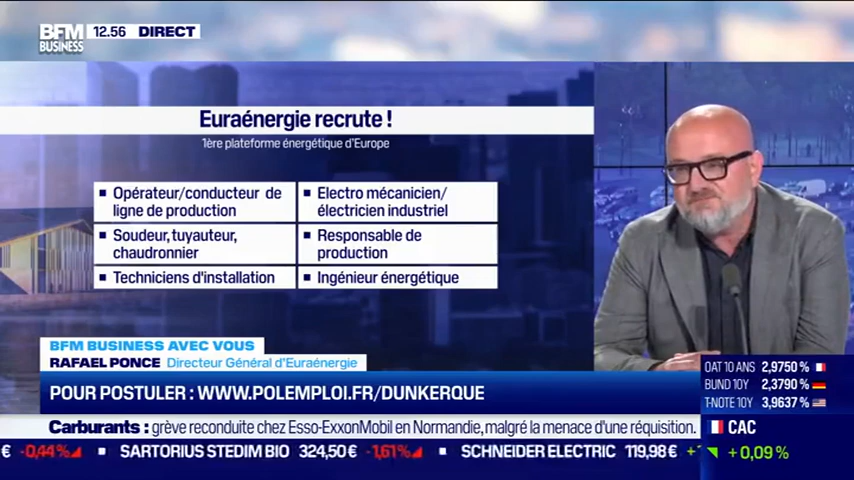 BFM
BUSINESS
12.56 DIRECT
Euraénergie recrute !
1ère plateforme énergétique d'Europe
Opérateur/conducteur de
ligne de production
Electro mécanicien/
électricien industriel
Soudeur, tuyauteur,
chaudronnier
Responsable de
production
Techniciens d'installation
Ingénieur énergétique
BFM BUSINESS AVEC VOUS
RAFAEL PONCE Directeur Général d'Euraénergie
POUR POSTULER : WWW.POLEMPLOI.FR/DUNKERQUE
OAT 10 ANS 2,9750 %
BUND 10Y 2,3790 %
T-NOTE 10Y 3,9637 %
Carburants : grève reconduite chez Esso-ExxonMobil en Normandie, malgré la menace d'une réquisition.
CAC
+0,09 %
€ -0,44% SARTORIUS STEDIM BIO 324,50 € -1,61% SCHNEIDER ELECTRIC 119,98 €